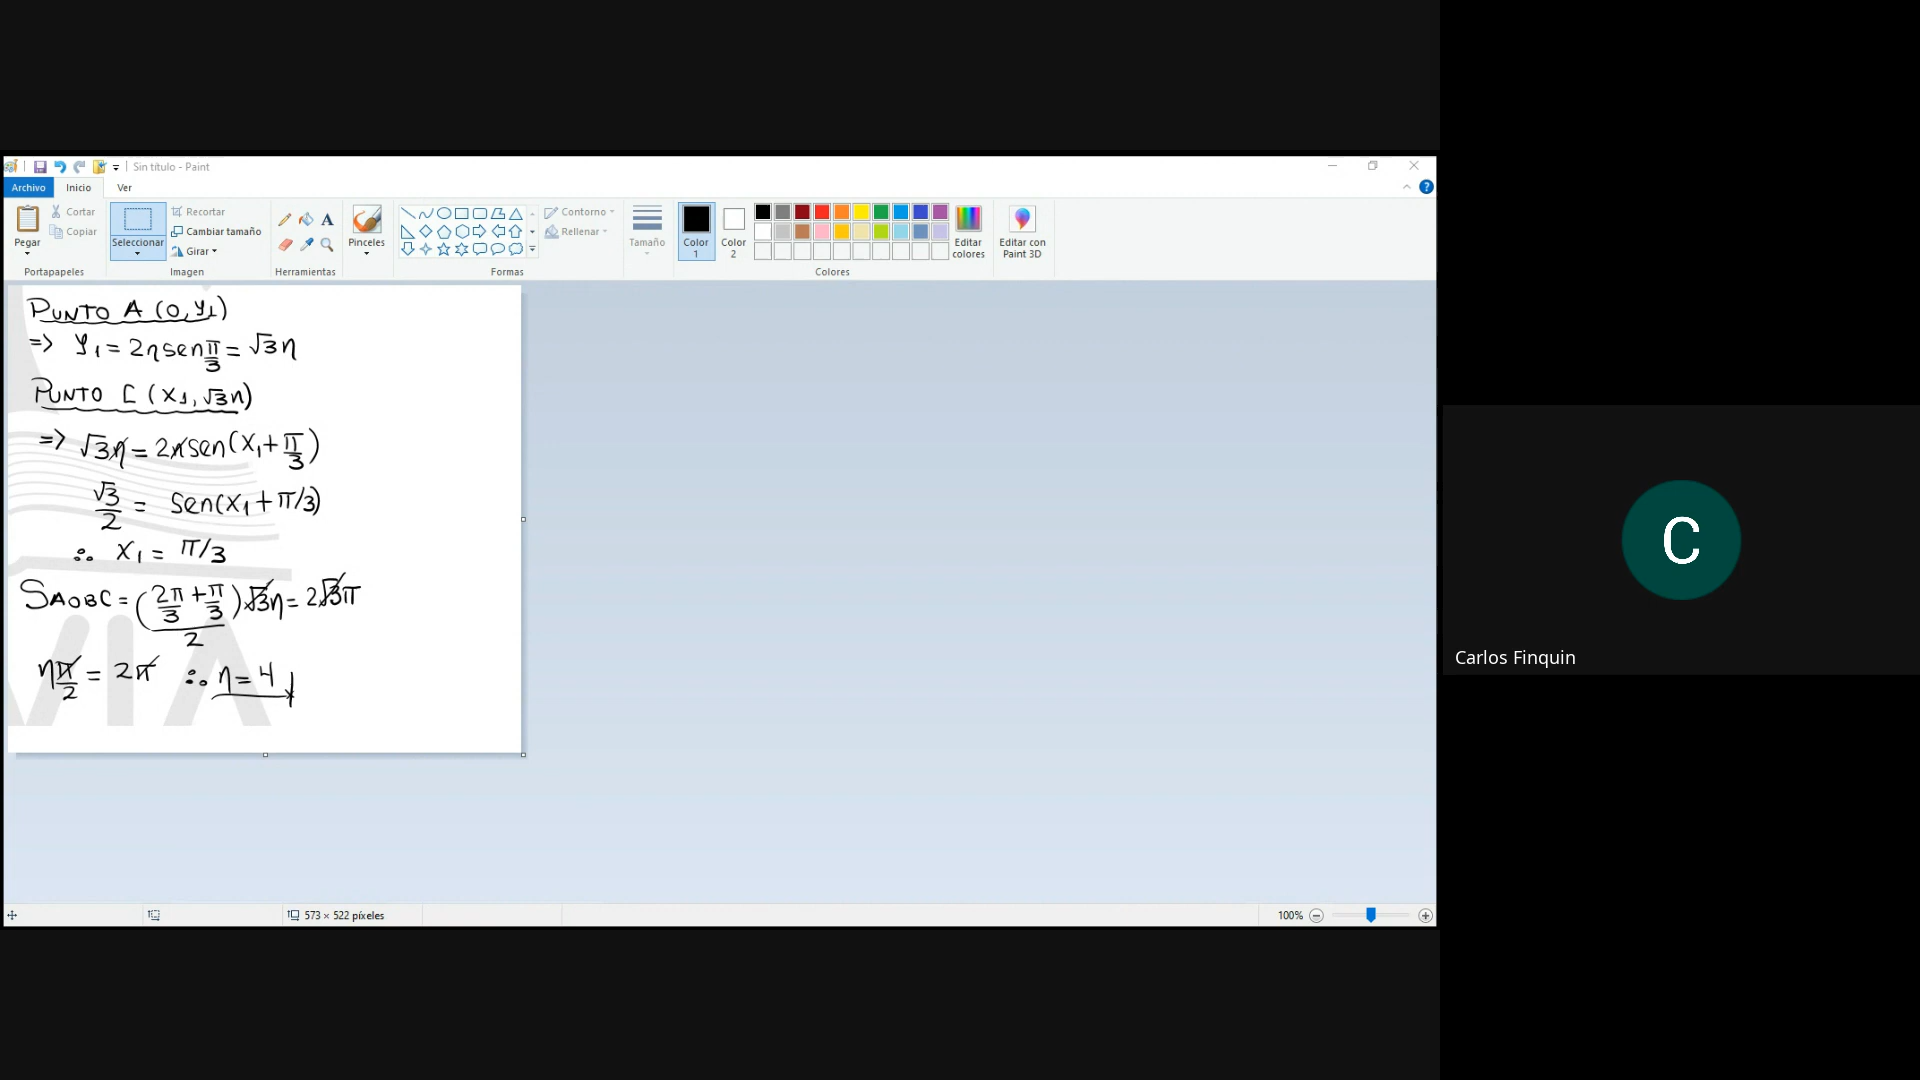 Sin título - Paint
Archivo Inicio Ver
Pegar
Cortar
Copiar
Portapapeles
Seleccionar
Recortar
Cambiar tamaño
Girar
Imagen
A
Herramientas
Pinceles
Formas
Contorno
Rellenar
Tamaño
Color 1
Color 2
Editar colores
Colores
Editar con Paint 3D
PUNTO A (0, y1)
=> y1 = 2n sen π/3 = √3n
PUNTO C (x1, √3n)
=> √3n = 2n sen(x1 + π/3)
√3/2 = sen(x1 + π/3)
∴ x1 = π/3
SAOBC = (2π/3 + π/3)/2 √3n = 2√3π
nπ/2 = 2π ∴ n = 4
VIA
573 × 522 píxeles
100%
C
Carlos Finquin